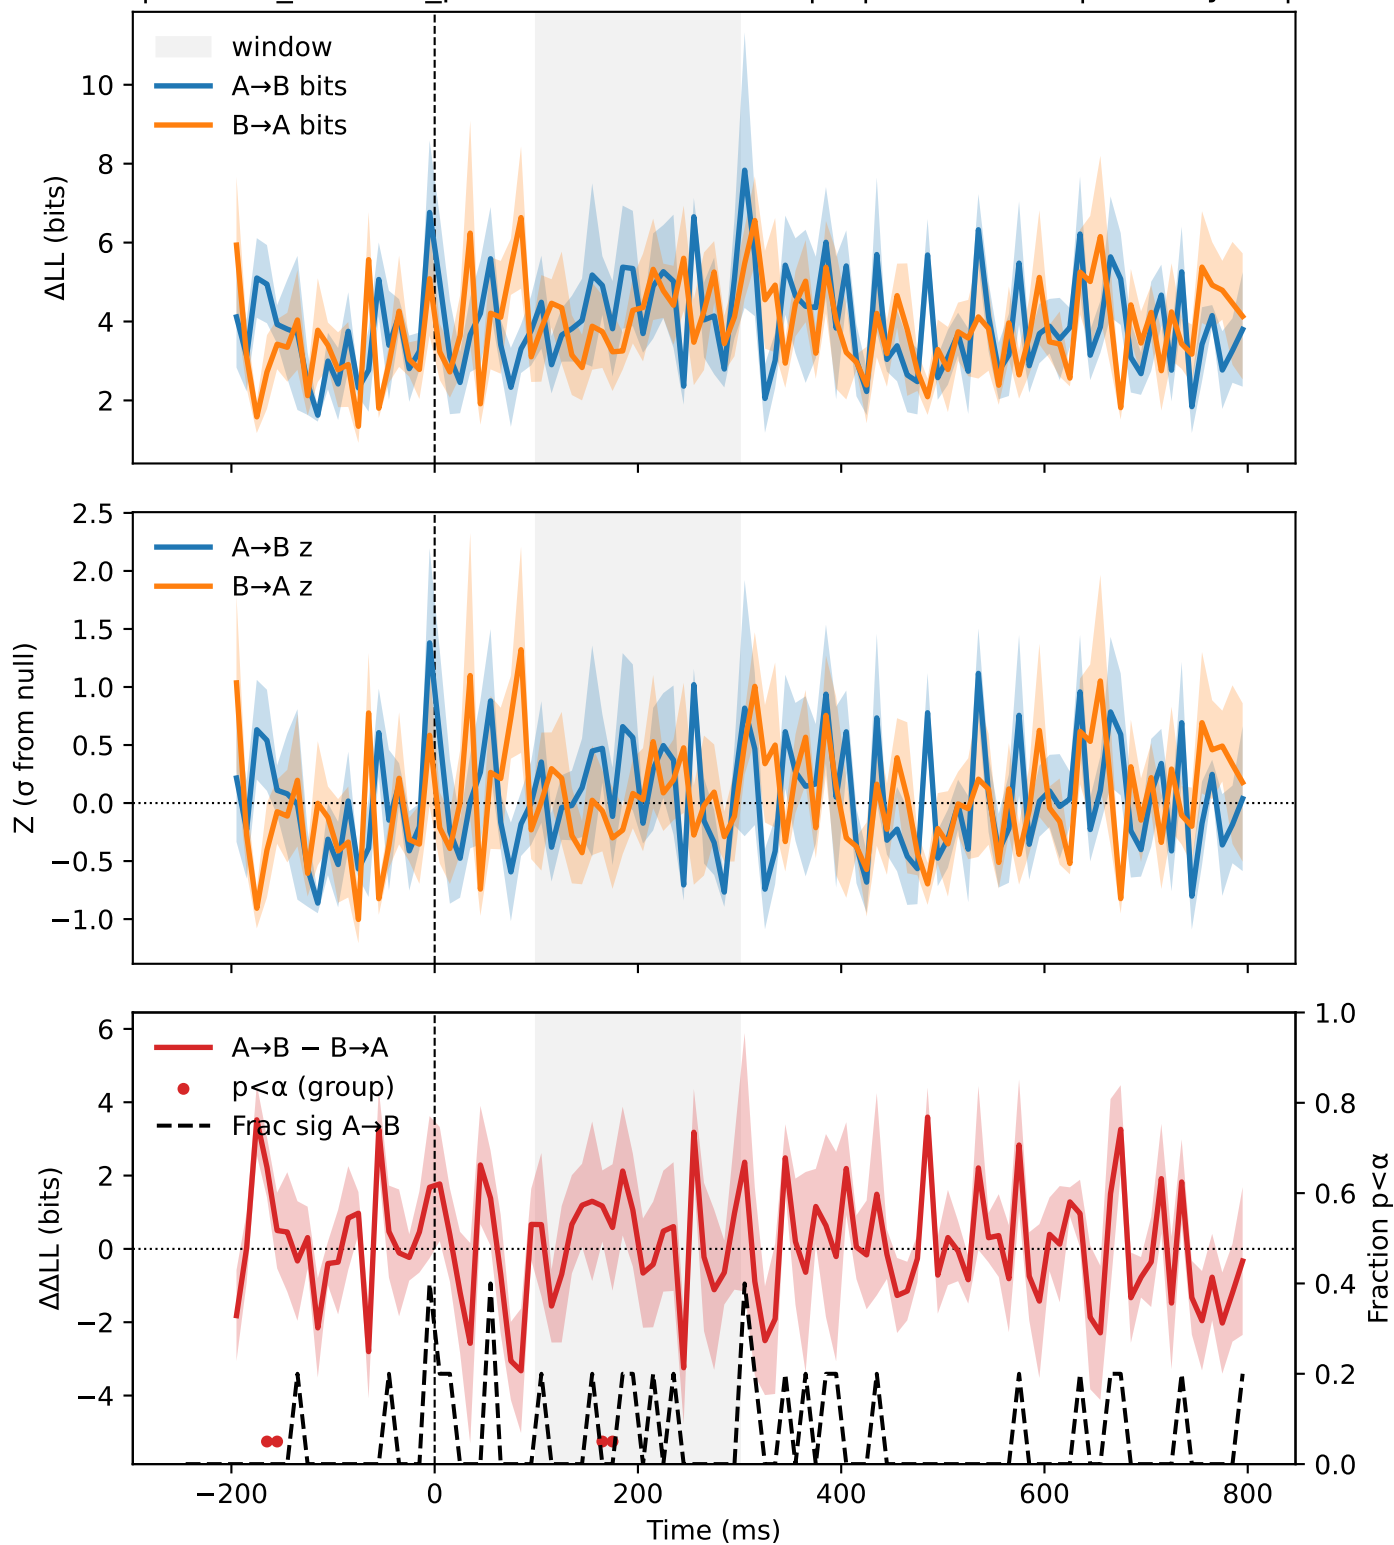 window
A→B bits
B→A bits
ΔLL (bits)
10
8
6
4
2
A→B z
B→A z
Z (σ from null)
2.5
2.0
1.5
1.0
0.5
0.0
−0.5
−1.0
A→B − B→A
p<α (group)
Frac sig A→B
ΔΔLL (bits)
6
4
2
0
−2
−4
Fraction p<α
1.0
0.8
0.6
0.4
0.2
0.0
−200
0
200
400
600
800
Time (ms)